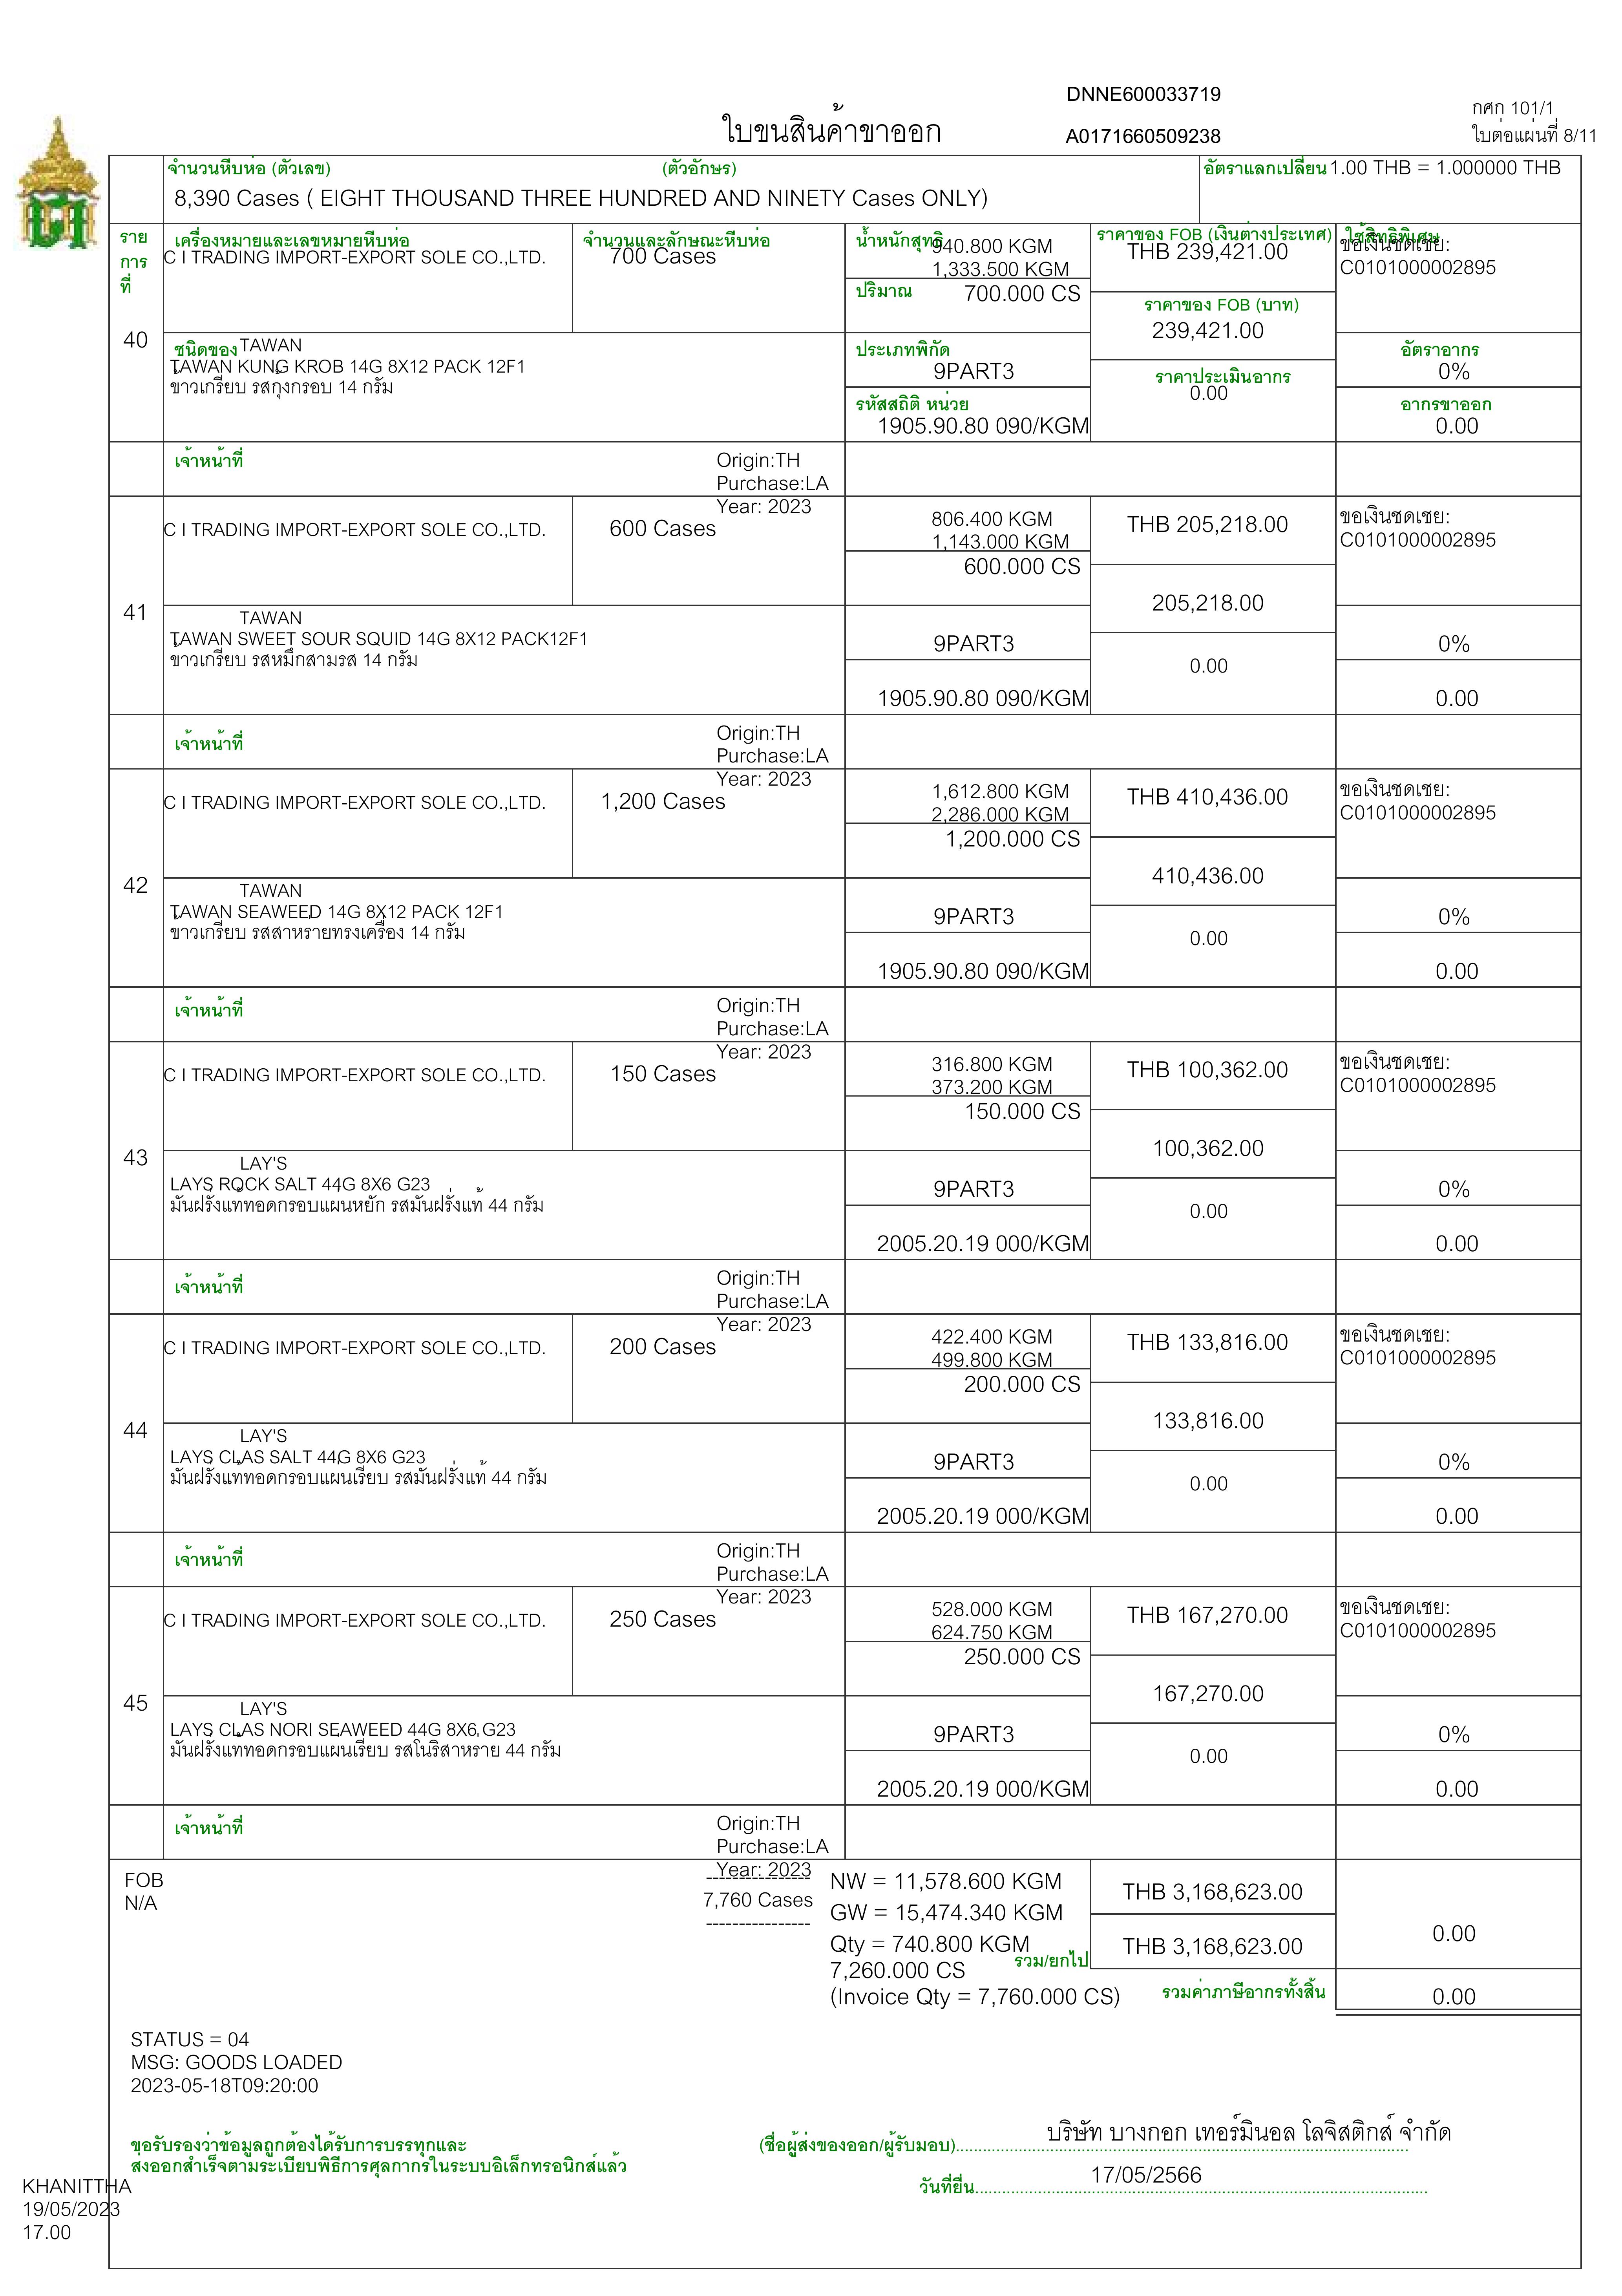 DNNE600033719
ใบขนสินค้าขาออก
A0171660509238
กศก 101/1
ใบต่อแผ่นที่ 8/11
จำนวนหีบห่อ (ตัวเลข) (ตัวอักษร)
อัตราแลกเปลี่ยน 1.00 THB = 1.000000 THB
8,390 Cases ( EIGHT THOUSAND THREE HUNDRED AND NINETY Cases ONLY)
ราย
การ
ที่
เครื่องหมายและเลขหมายหีบห่อ
จำนวนและลักษณะหีบห่อ
น้ำหนักสุทธิ
ราคาของ FOB (เงินต่างประเทศ)
ใช้สิทธิพิเศษ
C I TRADING IMPORT-EXPORT SOLE CO.,LTD.
700 Cases
940.800 KGM
1,333.500 KGM
THB 239,421.00
ขอเงินชดเชย:
C0101000002895
ปริมาณ 700.000 CS
ราคาของ FOB (บาท)
239,421.00
40
ชนิดของ TAWAN
TAWAN KUNG KROB 14G 8X12 PACK 12F1
ข้าวเกรียบ รสกุ้งกรอบ 14 กรัม
ประเภทพิกัด
9PART3
ราคาประเมินอากร
0.00
อัตราอากร
0%
รหัสสถิติ หน่วย
1905.90.80 090/KGM
อากรขาออก
0.00
เจ้าหน้าที่
Origin:TH
Purchase:LA
Year: 2023
C I TRADING IMPORT-EXPORT SOLE CO.,LTD.
600 Cases
806.400 KGM
1,143.000 KGM
600.000 CS
THB 205,218.00
ขอเงินชดเชย:
C0101000002895
205,218.00
41
TAWAN
TAWAN SWEET SOUR SQUID 14G 8X12 PACK12F1
ข้าวเกรียบ รสหมึกสามรส 14 กรัม
9PART3
0.00
0%
1905.90.80 090/KGM
0.00
เจ้าหน้าที่
Origin:TH
Purchase:LA
Year: 2023
C I TRADING IMPORT-EXPORT SOLE CO.,LTD.
1,200 Cases
1,612.800 KGM
2,286.000 KGM
1,200.000 CS
THB 410,436.00
ขอเงินชดเชย:
C0101000002895
410,436.00
42
TAWAN
TAWAN SEAWEED 14G 8X12 PACK 12F1
ข้าวเกรียบ รสสาหรายทรงเครื่อง 14 กรัม
9PART3
0.00
0%
1905.90.80 090/KGM
0.00
เจ้าหน้าที่
Origin:TH
Purchase:LA
Year: 2023
C I TRADING IMPORT-EXPORT SOLE CO.,LTD.
150 Cases
316.800 KGM
373.200 KGM
150.000 CS
THB 100,362.00
ขอเงินชดเชย:
C0101000002895
100,362.00
43
LAY'S
LAYS ROCK SALT 44G 8X6 G23
มันฝรั่งแท้ทอดกรอบแผ่นหยัก รสมันฝรั่งแท้ 44 กรัม
9PART3
0.00
0%
2005.20.19 000/KGM
0.00
เจ้าหน้าที่
Origin:TH
Purchase:LA
Year: 2023
C I TRADING IMPORT-EXPORT SOLE CO.,LTD.
200 Cases
422.400 KGM
499.800 KGM
200.000 CS
THB 133,816.00
ขอเงินชดเชย:
C0101000002895
133,816.00
44
LAY'S
LAYS CLAS SALT 44G 8X6 G23
มันฝรั่งแท้ทอดกรอบแผ่นเรียบ รสมันฝรั่งแท้ 44 กรัม
9PART3
0.00
0%
2005.20.19 000/KGM
0.00
เจ้าหน้าที่
Origin:TH
Purchase:LA
Year: 2023
C I TRADING IMPORT-EXPORT SOLE CO.,LTD.
250 Cases
528.000 KGM
624.750 KGM
250.000 CS
THB 167,270.00
ขอเงินชดเชย:
C0101000002895
167,270.00
45
LAY'S
LAYS CLAS NORI SEAWEED 44G 8X6 G23
มันฝรั่งแท้ทอดกรอบแผ่นเรียบ รสโนริสาหราย 44 กรัม
9PART3
0.00
0%
2005.20.19 000/KGM
0.00
เจ้าหน้าที่
Origin:TH
Purchase:LA
Year: 2023
FOB
N/A
----------------
7,760 Cases
----------------
NW = 11,578.600 KGM
GW = 15,474.340 KGM
Qty = 740.800 KGM
7,260.000 CS
(Invoice Qty = 7,760.000 CS)
THB 3,168,623.00
รวม/ยกไป
THB 3,168,623.00
0.00
รวมค่าภาษีอากรทั้งสิ้น
0.00
STATUS = 04
MSG: GOODS LOADED
2023-05-18T09:20:00
ขอรับรองว่าข้อมูลถูกต้องได้รับการบรรทุกและ
ส่งออกสำเร็จตามระเบียบพิธีการศุลกากรในระบบอิเล็กทรอนิกส์แล้ว
(ชื่อผู้ส่งของออก/ผู้รับมอบ) บริษัท บางกอก เทอร์มินอล โลจิสติกส์ จำกัด
วันที่ยื่น 17/05/2566
KHANITTHA
19/05/2023
17.00